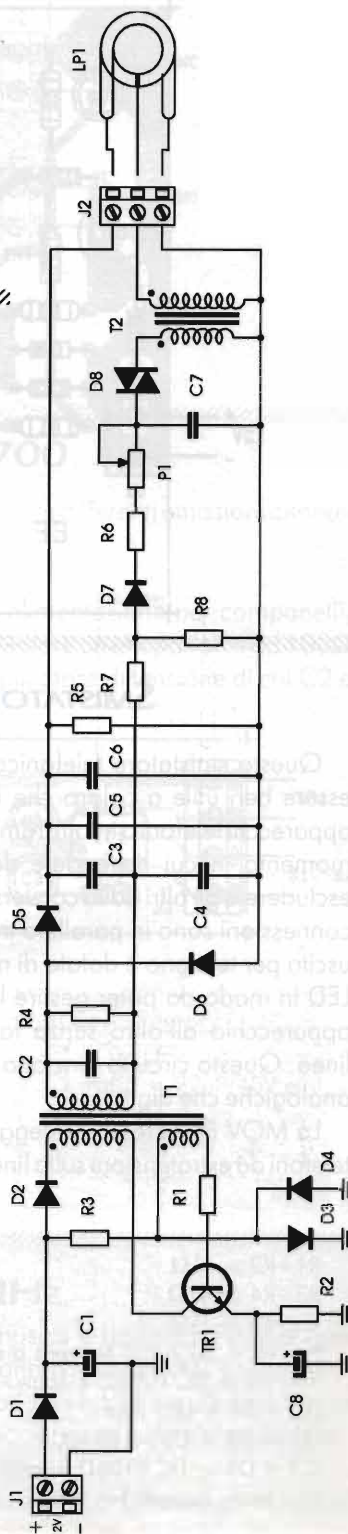 LP1
J2
T2
D8
C7
P1
R6
D7
R8
R7
R5
C6
C5
C3
C4
D5
D6
R4
C2
T1
D2
R3
R1
D4
D3
TR1
R2
C8
C1
D1
J1
+
2V
-